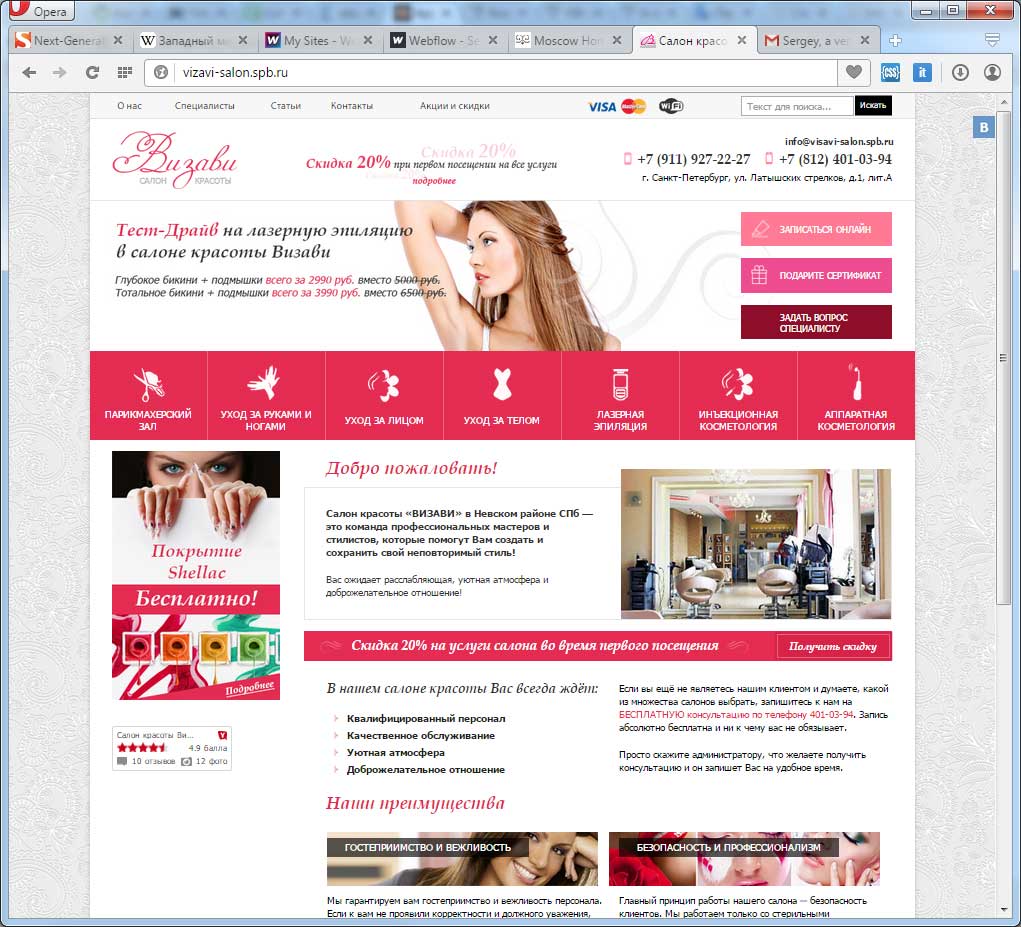 Opera
Next-General
Западный м
My Sites - W
Webflow - Se
Moscow Hom
Салон красо
Gmail
Sergey, а ve
vizavi-salon.spb.ru
О нас
Специалисты
Статьи
Контакты
Акции и скидки
VISA
MasterCard
WiFi
Текст для поиска...
Искать
B
Визави
САЛОН КРАСОТЫ
Скидка 20%
Скидка 20% при первом посещении на все услуги
подробнее
info@visavi-salon.spb.ru
+7 (911) 927-22-27
+7 (812) 401-03-94
г. Санкт-Петербург, ул. Латышских стрелков, д.1, лит.А
Тест-Драйв на лазерную эпиляцию
в салоне красоты Визави
Глубокое бикини + подмышки всего за 2990 руб. вместо 5000 руб.
Тотальное бикини + подмышки всего за 3990 руб. вместо 6500 руб.
ЗАПИСАТЬСЯ ОНЛАЙН
ПОДАРИТЕ СЕРТИФИКАТ
ЗАДАТЬ ВОПРОС
СПЕЦИАЛИСТУ
ПАРИКМАХЕРСКИЙ
ЗАЛ
УХОД ЗА РУКАМИ И
НОГАМИ
УХОД ЗА ЛИЦОМ
УХОД ЗА ТЕЛОМ
ЛАЗЕРНАЯ
ЭПИЛЯЦИЯ
ИНЪЕКЦИОННАЯ
КОСМЕТОЛОГИЯ
АППАРАТНАЯ
КОСМЕТОЛОГИЯ
Покрытие
Shellac
Бесплатно!
Подробнее
Салон красоты Ви...
4.9 балла
10 отзывов
12 фото
Добро пожаловать!
Салон красоты «ВИЗАВИ» в Невском районе СПб —
это команда профессиональных мастеров и
стилистов, которые помогут Вам создать и
сохранить свой неповторимый стиль!
Вас ожидает расслабляющая, уютная атмосфера и
доброжелательное отношение!
Скидка 20% на услуги салона во время первого посещения
Получить скидку
В нашем салоне красоты Вас всегда ждёт:
Квалифицированный персонал
Качественное обслуживание
Уютная атмосфера
Доброжелательное отношение
Если вы ещё не являетесь нашим клиентом и думаете, какой
из множества салонов выбрать, запишитесь к нам на
БЕСПЛАТНУЮ консультацию по телефону 401-03-94. Запись
абсолютно бесплатна и ни к чему вас не обязывает.
Просто скажите администратору, что желаете получить
консультацию и он запишет Вас на удобное время.
Наши преимущества
ГОСТЕПРИИМСТВО И ВЕЖЛИВОСТЬ
БЕЗОПАСНОСТЬ И ПРОФЕССИОНАЛИЗМ
Мы гарантируем вам гостеприимство и вежливость персонала.
Если к вам не проявили корректности и должного уважения,
Главный принцип работы нашего салона — безопасность
клиентов. Мы работаем только со стерильными